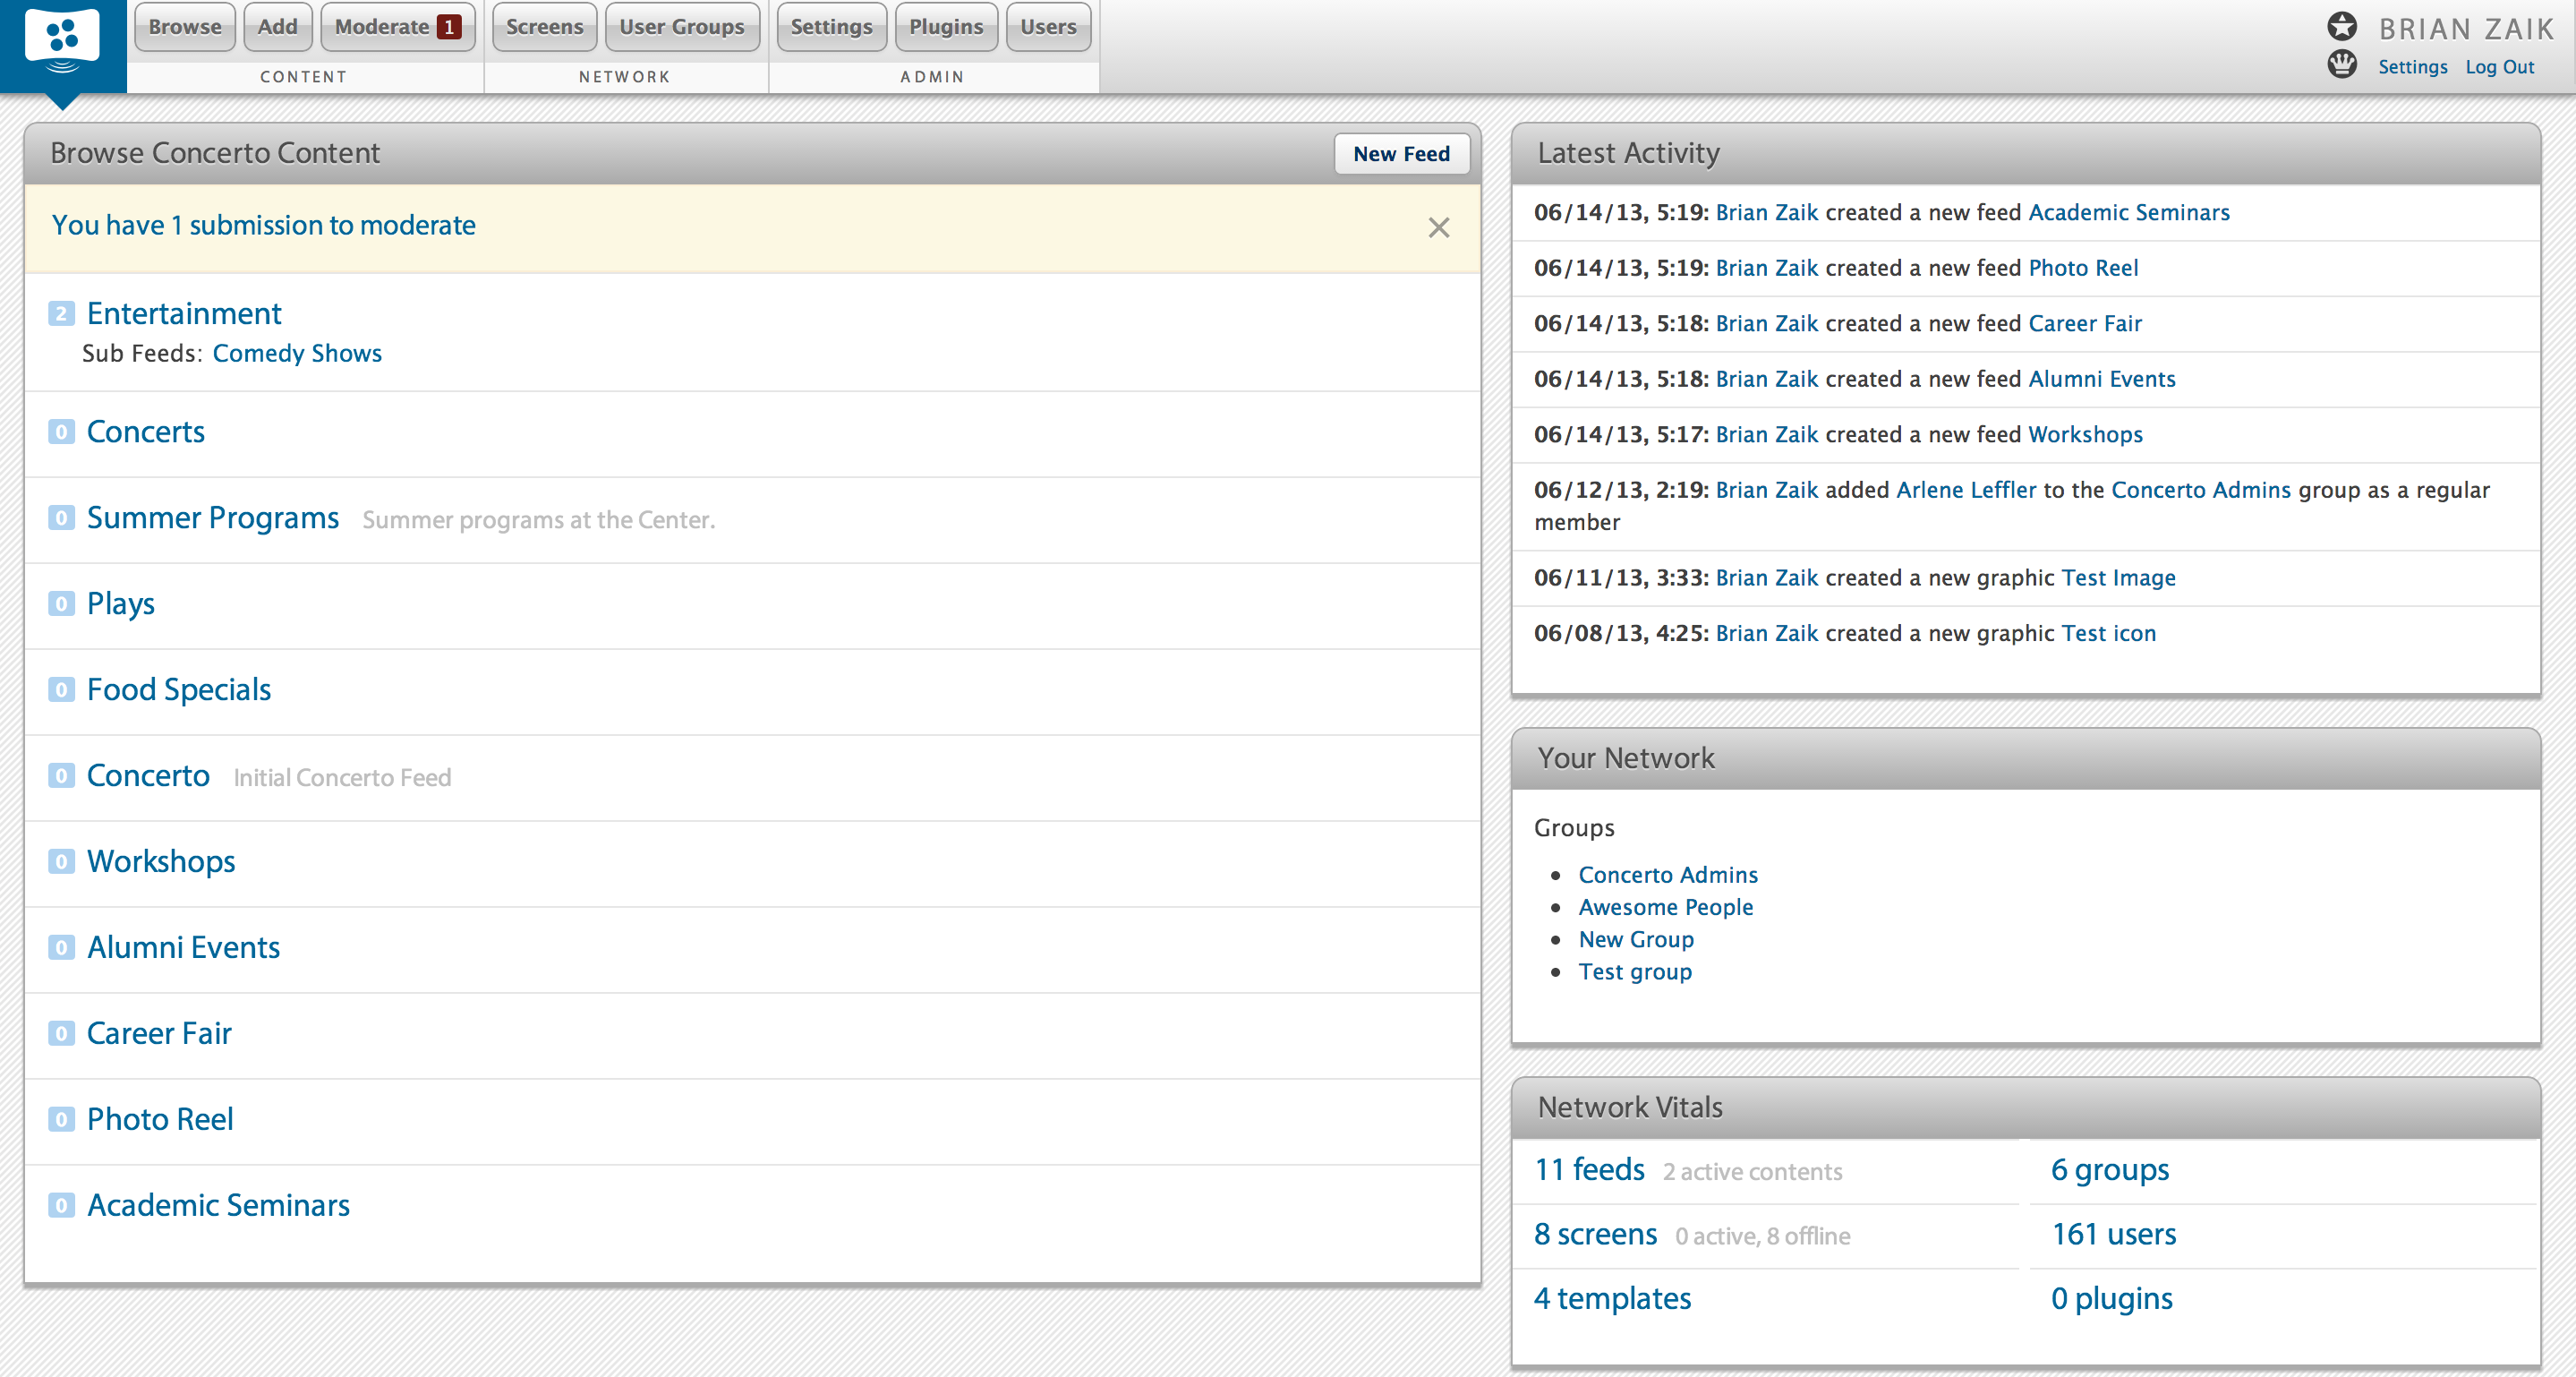 Browse Add Moderate 1 Screens User Groups Settings Plugins Users
CONTENT NETWORK ADMIN
BRIAN ZAIK
Settings Log Out
Browse Concerto Content
New Feed
You have 1 submission to moderate
2 Entertainment
Sub Feeds: Comedy Shows
0 Concerts
0 Summer Programs Summer programs at the Center.
0 Plays
0 Food Specials
0 Concerto Initial Concerto Feed
0 Workshops
0 Alumni Events
0 Career Fair
0 Photo Reel
0 Academic Seminars
Latest Activity
06/14/13, 5:19: Brian Zaik created a new feed Academic Seminars
06/14/13, 5:19: Brian Zaik created a new feed Photo Reel
06/14/13, 5:18: Brian Zaik created a new feed Career Fair
06/14/13, 5:18: Brian Zaik created a new feed Alumni Events
06/14/13, 5:17: Brian Zaik created a new feed Workshops
06/12/13, 2:19: Brian Zaik added Arlene Leffler to the Concerto Admins group as a regular
member
06/11/13, 3:33: Brian Zaik created a new graphic Test Image
06/08/13, 4:25: Brian Zaik created a new graphic Test icon
Your Network
Groups
Concerto Admins
Awesome People
New Group
Test group
Network Vitals
11 feeds 2 active contents
6 groups
8 screens 0 active, 8 offline
161 users
4 templates
0 plugins